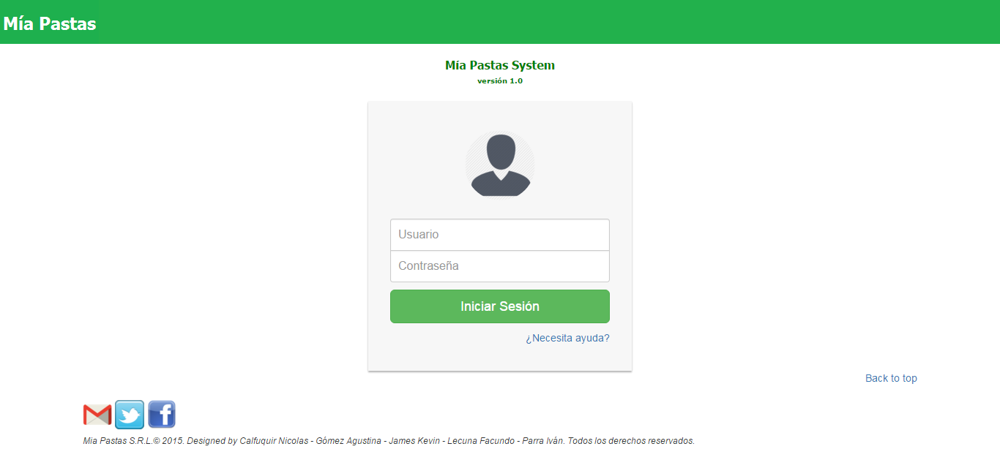 Mía Pastas
Mía Pastas System
versión 1.0
Usuario
Contraseña
Iniciar Sesión
¿Necesita ayuda?
Back to top
Mia Pastas S.R.L.© 2015. Designed by Calfuquir Nicolas - Gómez Agustina - James Kevin - Lecuna Facundo - Parra Iván. Todos los derechos reservados.